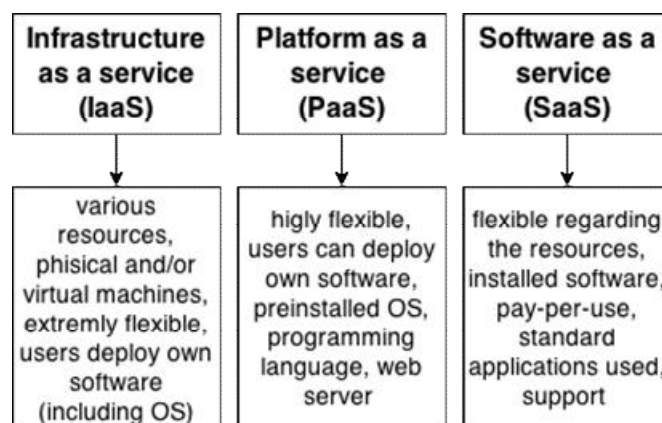 Infrastructure
as a service
(IaaS)
Platform as a
service
(PaaS)
Software as a
service
(SaaS)
various
resources,
phisical and/or
virtual machines,
extremly flexible,
users deploy own
software
(including OS)
higly flexible,
users can deploy
own software,
preinstalled OS,
programming
language, web
server
flexible regarding
the resources,
installed software,
pay-per-use,
standard
applications used,
support